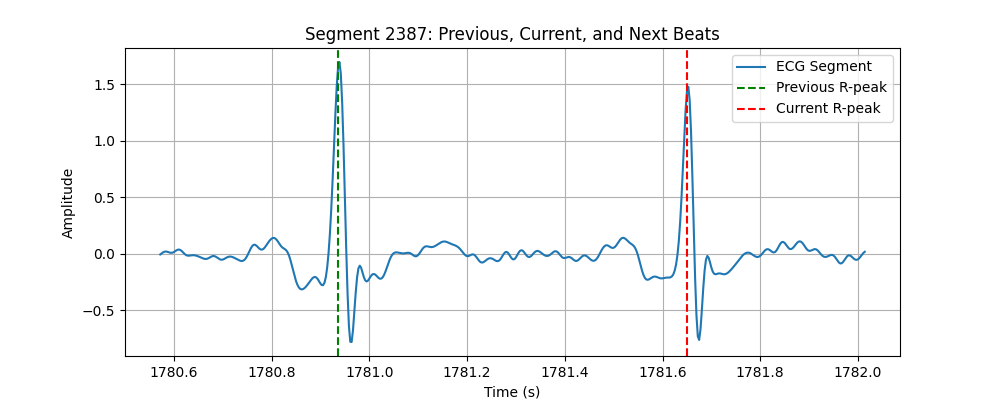 Segment 2387: Previous, Current, and Next Beats
ECG Segment
Previous R-peak
Current R-peak
Amplitude
1.5
1.0
0.5
0.0
−0.5
1780.6 1780.8 1781.0 1781.2 1781.4 1781.6 1781.8 1782.0
Time (s)